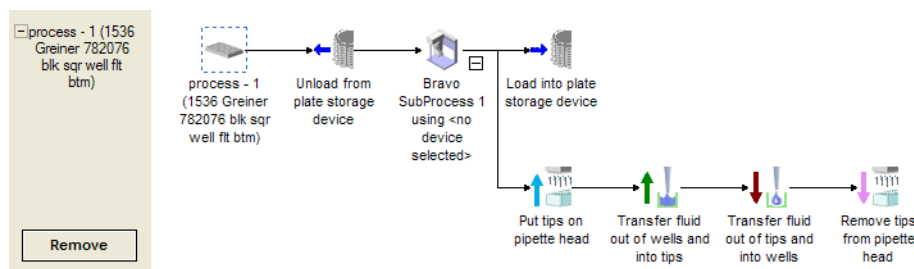 process - 1 (1536
Greiner 782076
blk sqr well flt
btm)
Remove
process - 1
(1536 Greiner
782076 blk sqr
well flt btm)
Unload from
plate storage
device
Bravo
SubProcess 1
using <no
device
selected>
Load into plate
storage device
Put tips on
pipette head
Transfer fluid
out of wells and
into tips
Transfer fluid
out of tips and
into wells
Remove tips
from pipette
head